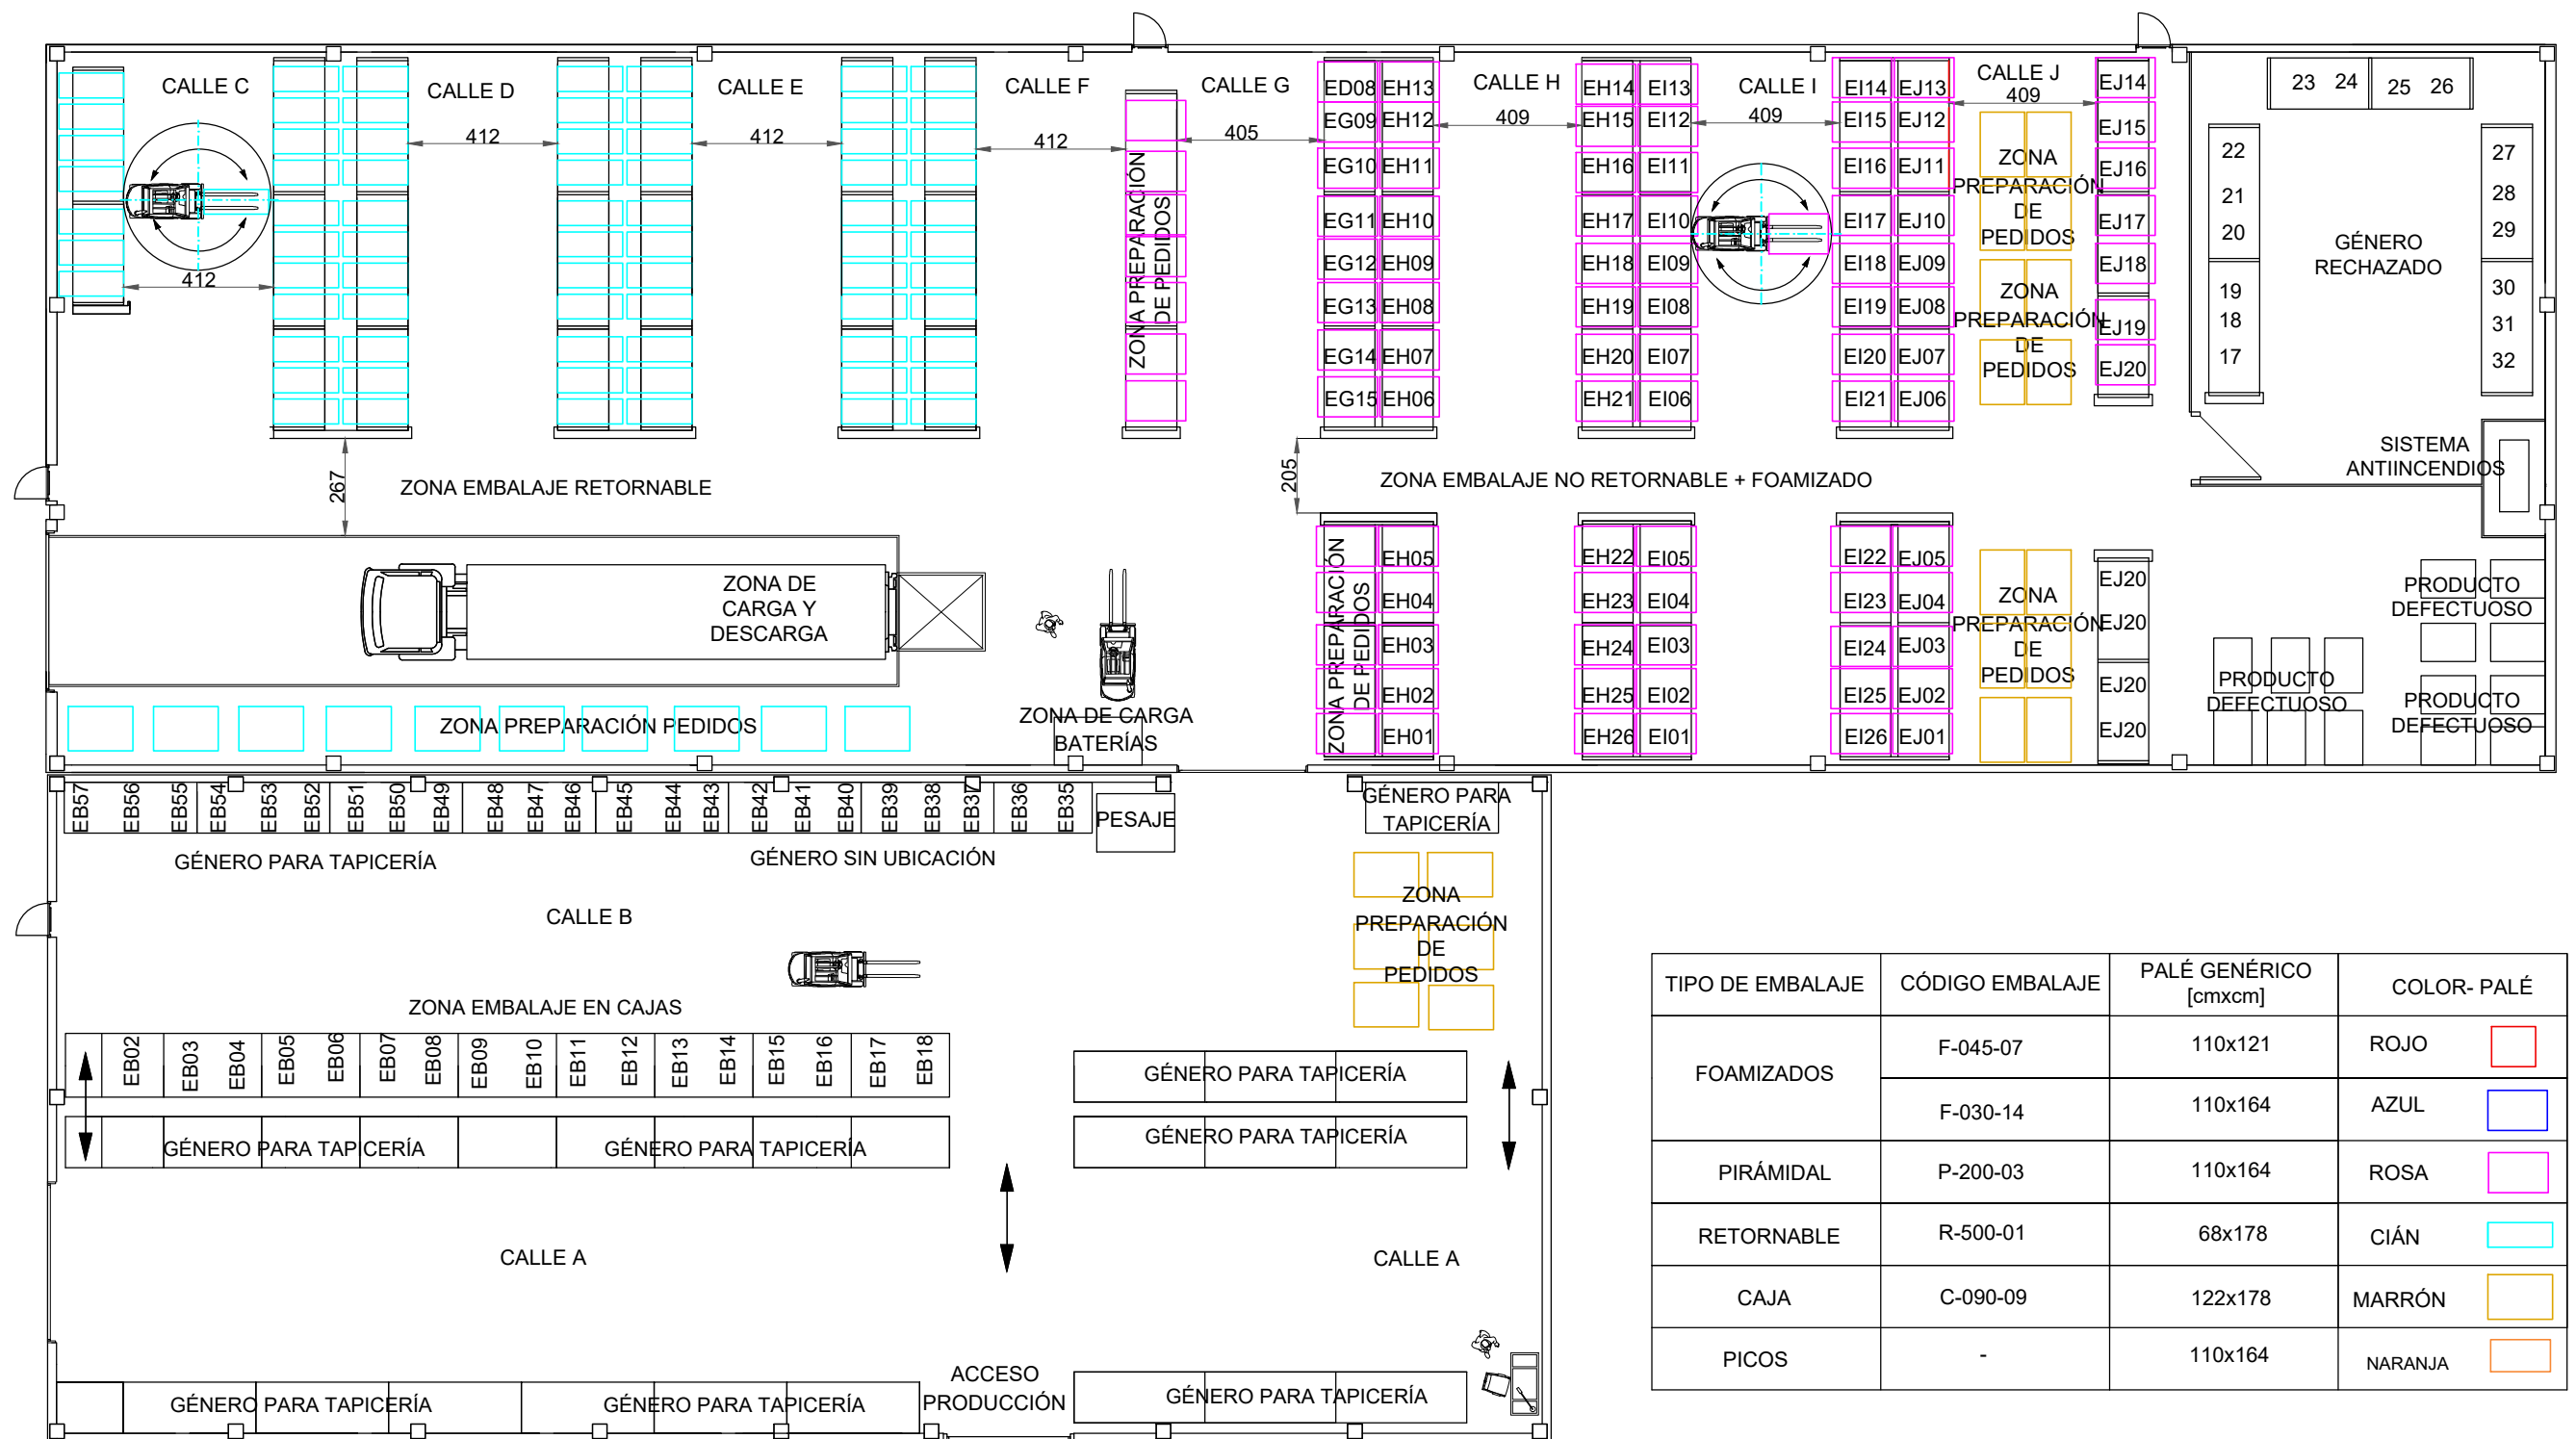 CALLE C
CALLE D
CALLE E
CALLE F
CALLE G
CALLE H
CALLE I
CALLE J
412
412
412
412
405
409
409
409
267
205
ZONA PREPARACIÓN
DE PEDIDOS
ED08 EH13
EG09 EH12
EG10 EH11
EG11 EH10
EG12 EH09
EG13 EH08
EG14 EH07
EG15 EH06
EH14 EI13
EH15 EI12
EH16 EI11
EH17 EI10
EH18 EI09
EH19 EI08
EH20 EI07
EH21 EI06
EI14 EJ13
EI15 EJ12
EI16 EJ11
EI17 EJ10
EI18 EJ09
EI19 EJ08
EI20 EJ07
EI21 EJ06
ZONA
PREPARACIÓN
DE
PEDIDOS
ZONA
PREPARACIÓN
DE
PEDIDOS
EJ14
EJ15
EJ16
EJ17
EJ18
EJ19
EJ20
23 24 25 26
22
21
20
19
18
17
27
28
29
30
31
32
GÉNERO
RECHAZADO
SISTEMA
ANTIINCENDIOS
ZONA EMBALAJE RETORNABLE
ZONA EMBALAJE NO RETORNABLE + FOAMIZADO
ZONA DE
CARGA Y
DESCARGA
ZONA PREPARACIÓN PEDIDOS
ZONA DE CARGA
BATERÍAS
ZONA PREPARACIÓN
DE PEDIDOS
EH05
EH04
EH03
EH02
EH01
EH22 EI05
EH23 EI04
EH24 EI03
EH25 EI02
EH26 EI01
EI22 EJ05
EI23 EJ04
EI24 EJ03
EI25 EJ02
EI26 EJ01
ZONA
PREPARACIÓN
DE
PEDIDOS
EJ20
EJ20
EJ20
EJ20
PRODUCTO
DEFECTUOSO
PRODUCTO
DEFECTUOSO
PRODUCTO
DEFECTUOSO
EB57 EB56 EB55 EB54 EB53 EB52 EB51 EB50 EB49 EB48 EB47 EB46 EB45 EB44 EB43 EB42 EB41 EB40 EB39 EB38 EB37 EB36 EB35
PESAJE
GÉNERO PARA
TAPICERÍA
GÉNERO PARA TAPICERÍA
GÉNERO SIN UBICACIÓN
CALLE B
ZONA
PREPARACIÓN
DE
PEDIDOS
ZONA EMBALAJE EN CAJAS
EB02 EB03 EB04 EB05 EB06 EB07 EB08 EB09 EB10 EB11 EB12 EB13 EB14 EB15 EB16 EB17 EB18
GÉNERO PARA TAPICERÍA
GÉNERO PARA TAPICERÍA
GÉNERO PARA TAPICERÍA
GÉNERO PARA TAPICERÍA
CALLE A
CALLE A
ACCESO
PRODUCCIÓN
GÉNERO PARA TAPICERÍA
GÉNERO PARA TAPICERÍA
GÉNERO PARA TAPICERÍA
TIPO DE EMBALAJE CÓDIGO EMBALAJE PALÉ GENÉRICO COLOR- PALÉ
[cmxcm]
FOAMIZADOS
F-045-07 110x121 ROJO
F-030-14 110x164 AZUL
PIRÁMIDAL P-200-03 110x164 ROSA
RETORNABLE R-500-01 68x178 CIÁN
CAJA C-090-09 122x178 MARRÓN
PICOS - 110x164 NARANJA